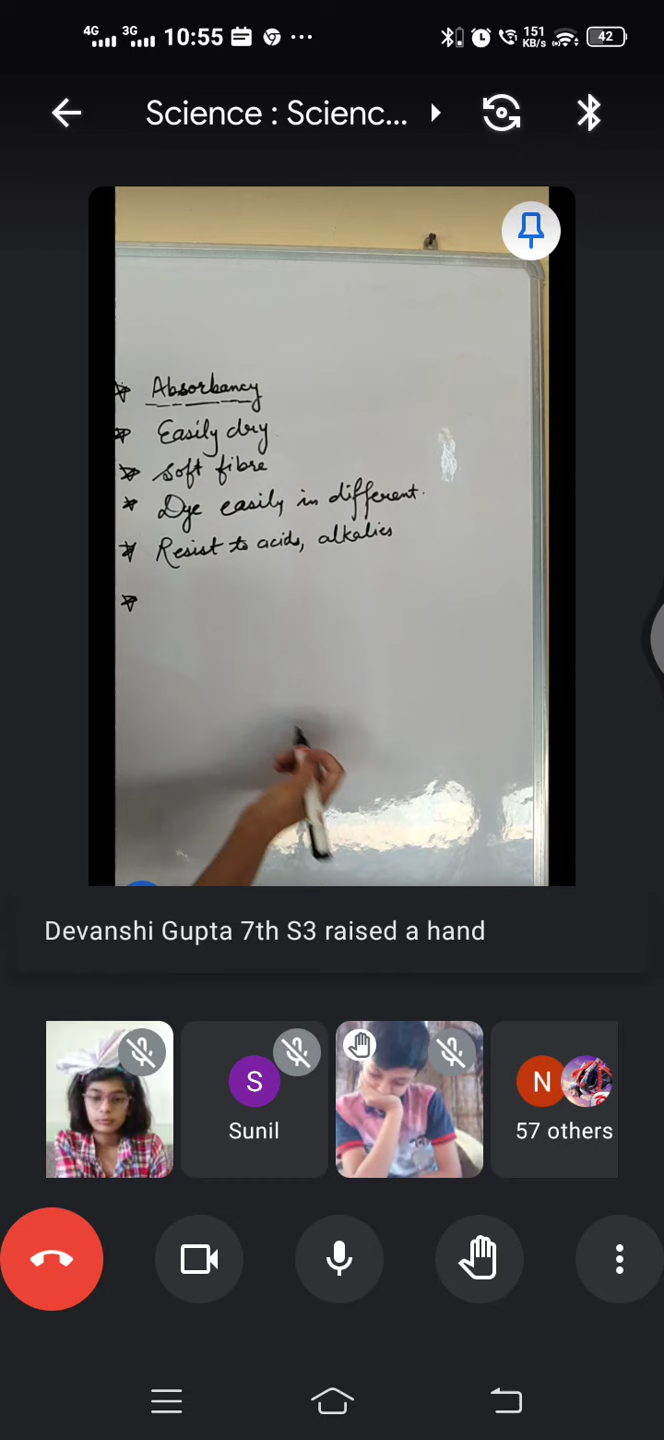 4G 3G 10:55 151 KB/s 42
Science : Scienc...
Absorbancy
Easily dry
Soft fibre
Dye easily in different.
Resist to acids, alkalies
Devanshi Gupta 7th S3 raised a hand
S N
Sunil 57 others